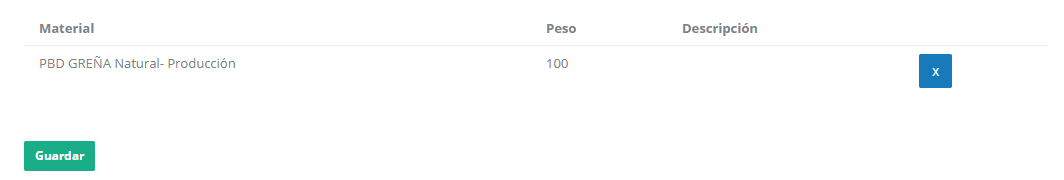 Material Peso Descripción
PBD GREÑA Natural- Producción 100 X
Guardar